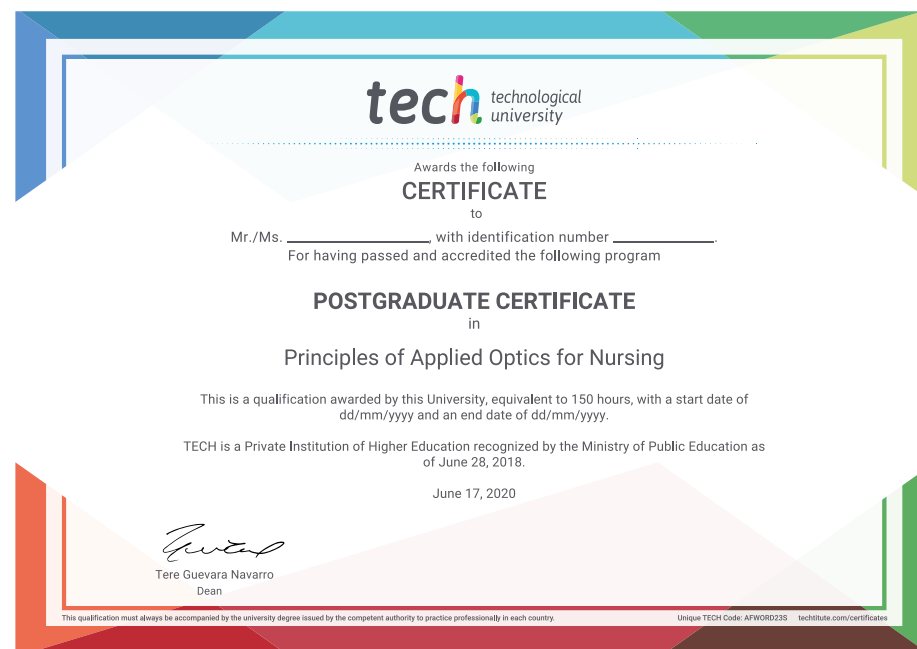 tech technological
university
Awards the following
CERTIFICATE
to
Mr./Ms. ________________, with identification number ____________.
For having passed and accredited the following program
POSTGRADUATE CERTIFICATE
in
Principles of Applied Optics for Nursing
This is a qualification awarded by this University, equivalent to 150 hours, with a start date of
dd/mm/yyyy and an end date of dd/mm/yyyy.
TECH is a Private Institution of Higher Education recognized by the Ministry of Public Education as
of June 28, 2018.
June 17, 2020
Tere Guevara Navarro
Dean
This qualification must always be accompanied by the university degree issued by the competent authority to practice professionally in each country. Unique TECH Code: AFWORD23S techtitute.com/certificates